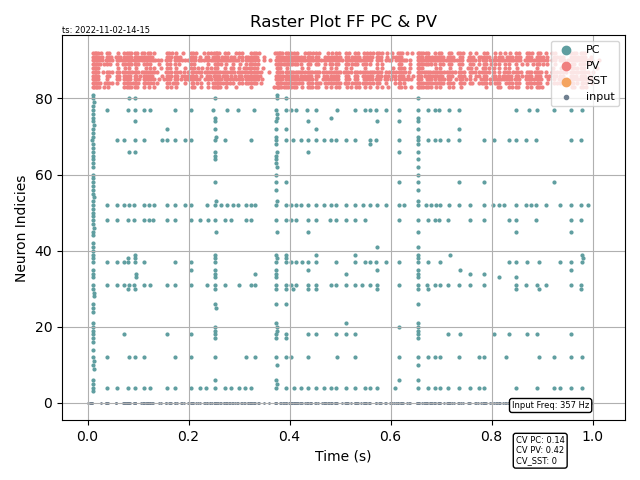 Raster Plot FF PC & PV
ts: 2022-11-02-14-15
PC
PV
SST
input
80
60
40
20
0
Neuron Indicies
Input Freq: 357 Hz
0.0 0.2 0.4 0.6 0.8 1.0
Time (s)
CV PC: 0.14
CV PV: 0.42
CV_SST: 0